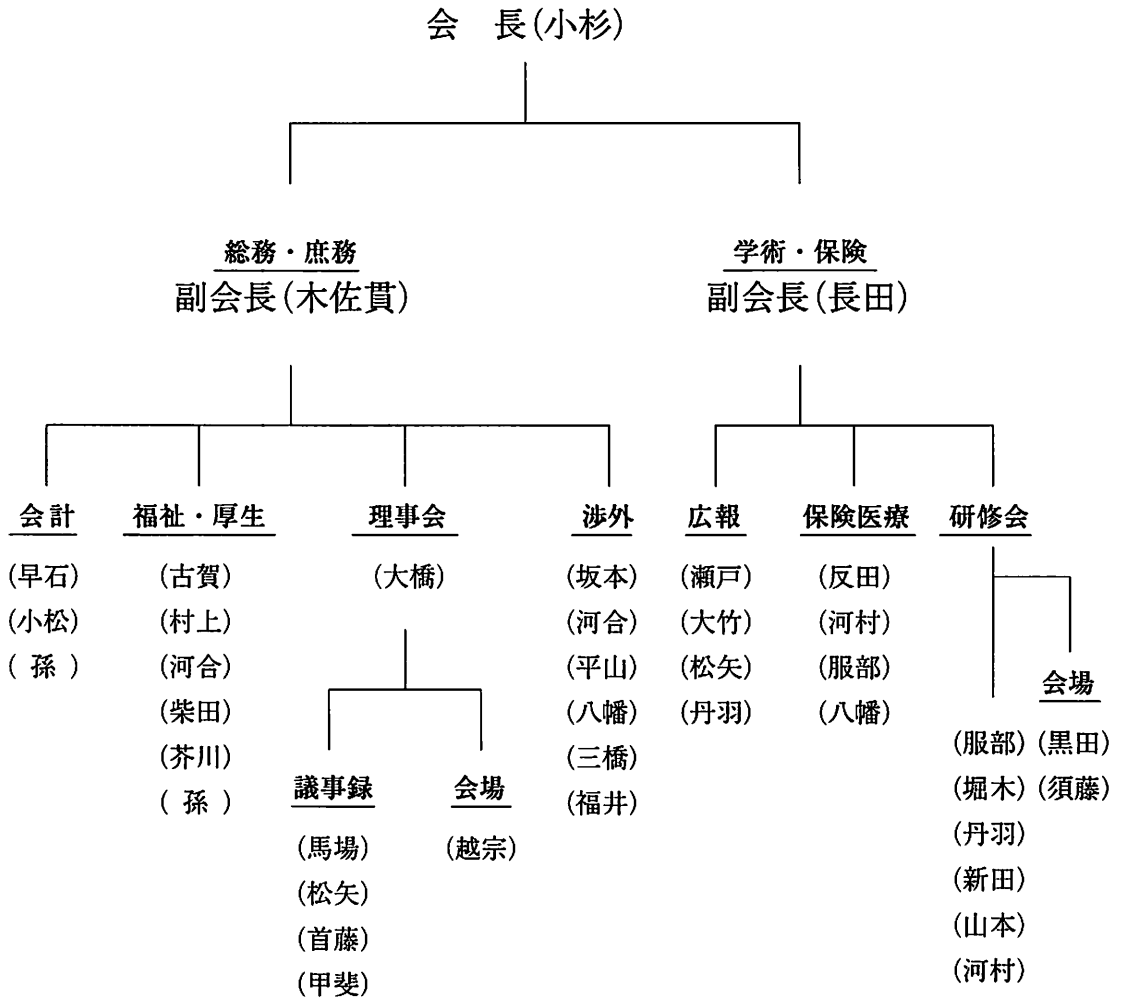 会 長(小杉)
総務・庶務
副会長(木佐貫)
学術・保険
副会長(長田)
会計
(早石)
(小松)
(孫)
福祉・厚生
(古賀)
(村上)
(河合)
(柴田)
(芥川)
(孫)
理事会
(大橋)
議事録
(馬場)
(松矢)
(首藤)
(甲斐)
会場
(越宗)
渉外
(坂本)
(河合)
(平山)
(八幡)
(三橋)
(福井)
広報
(瀬戸)
(大竹)
(松矢)
(丹羽)
保険医療
(反田)
(河村)
(服部)
(八幡)
研修会
(服部)
(堀木)
(丹羽)
(新田)
(山本)
(河村)
会場
(黒田)
(須藤)